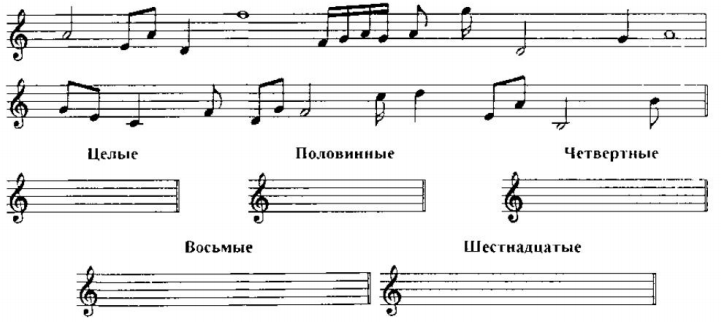 Целые Половинные Четвертные
Восьмые Шестнадцатые